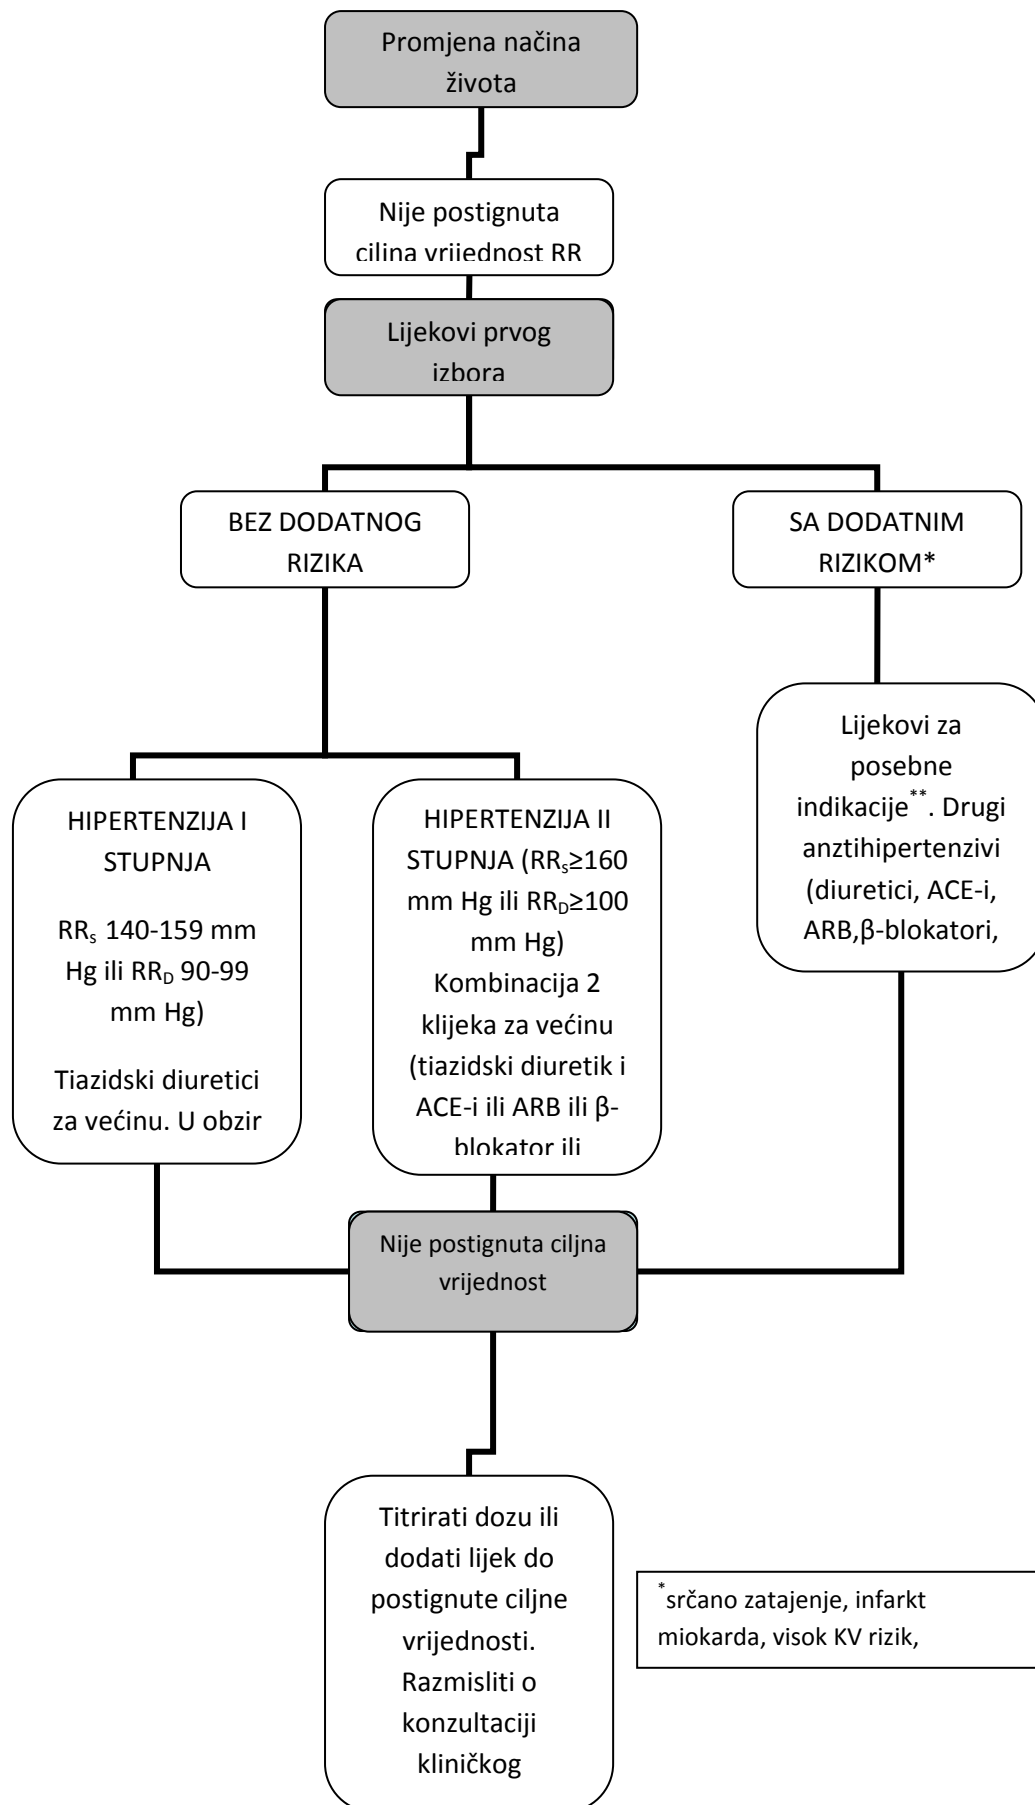 Promjena načina
života
Nije postignuta
ciljna vrijednost RR
Lijekovi prvog
izbora
BEZ DODATNOG
RIZIKA
SA DODATNIM
RIZIKOM*
HIPERTENZIJA I
STUPNJA
RRs 140-159 mm
Hg ili RRD 90-99
mm Hg)
Tiazidski diuretici
za većinu. U obzir
HIPERTENZIJA II
STUPNJA (RRs≥160
mm Hg ili RRD≥100
mm Hg)
Kombinacija 2
klijeka za većinu
(tiazidski diuretik i
ACE-i ili ARB ili β-
blokator ili
Lijekovi za
posebne
indikacije**. Drugi
anztihipertenzivi
(diuretici, ACE-i,
ARB,β-blokatori,
Nije postignuta ciljna
vrijednost
Titrirati dozu ili
dodati lijek do
postignute ciljne
vrijednosti.
Razmisliti o
konzultaciji
kliničkog
*srčano zatajenje, infarkt
miokarda, visok KV rizik,